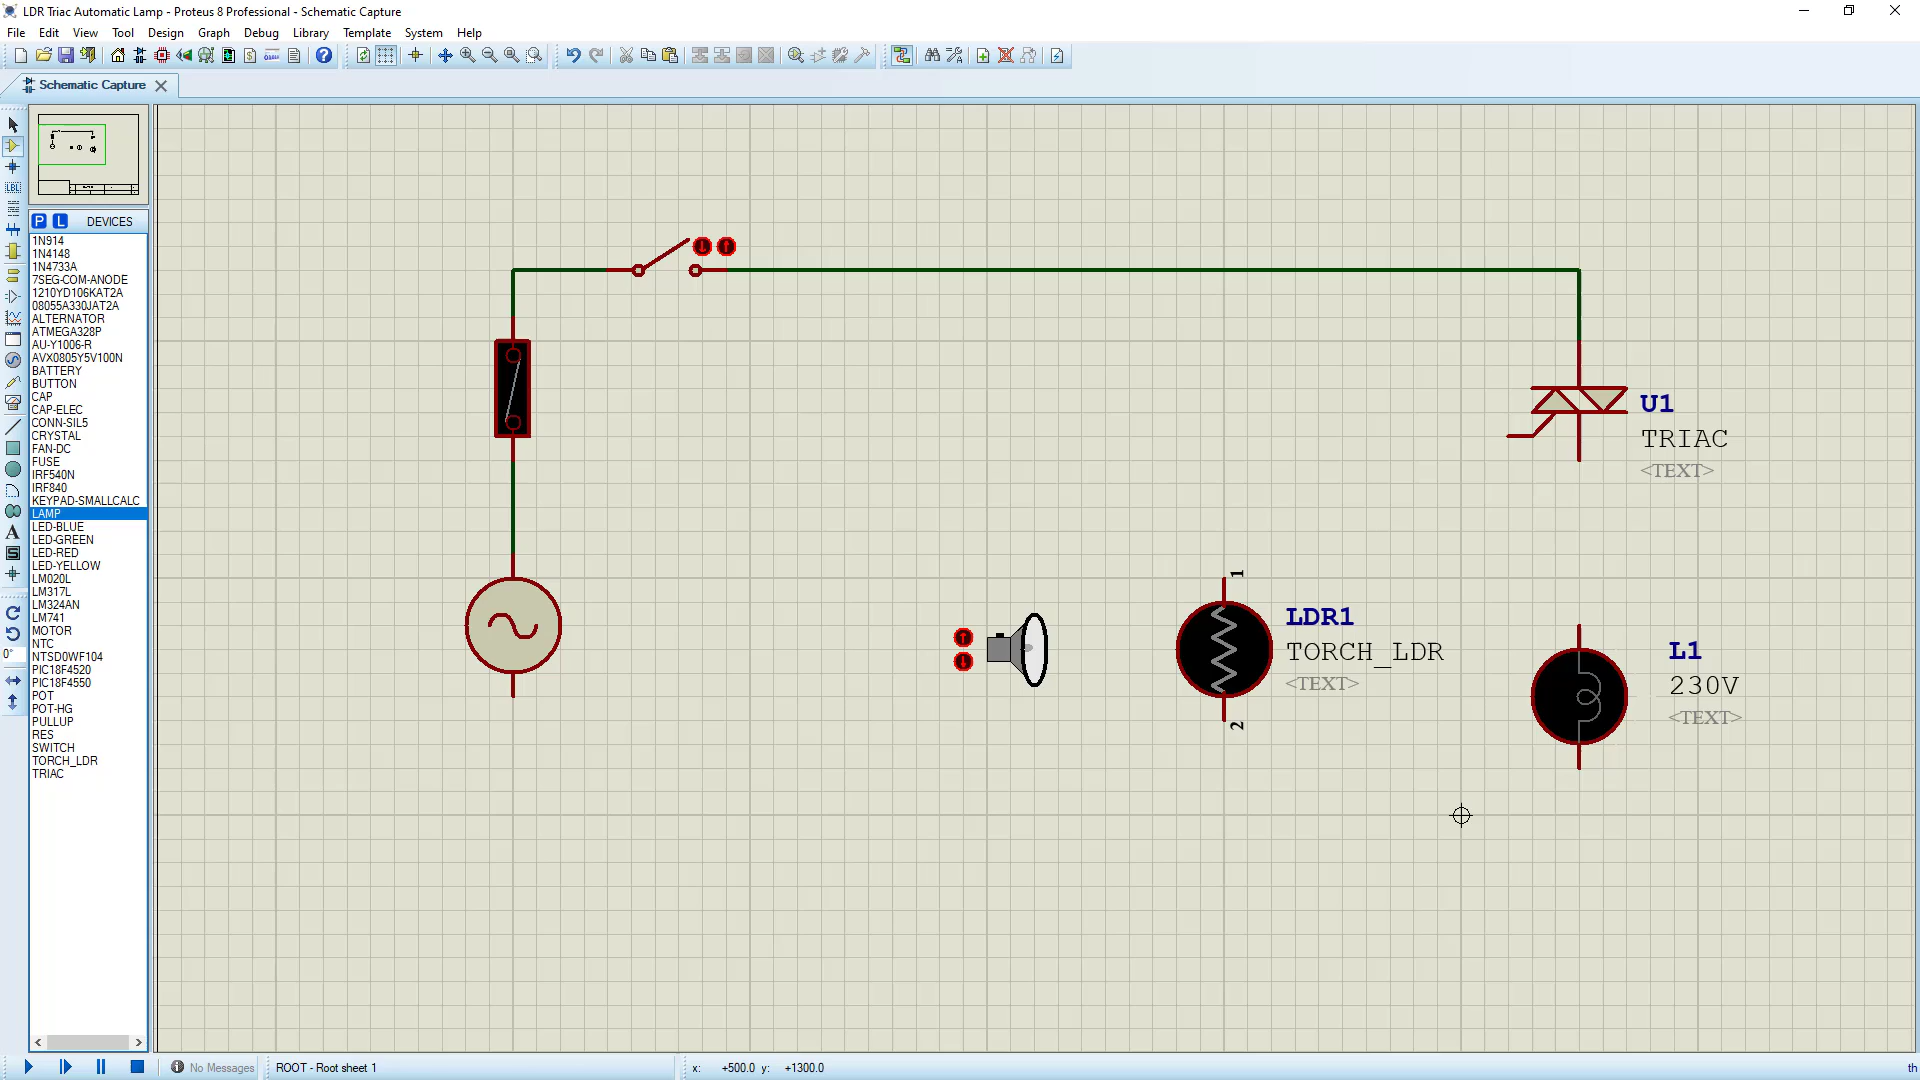 LDR Triac Automatic Lamp - Proteus 8 Professional - Schematic Capture
File Edit View Tool Design Graph Debug Library Template System Help
Schematic Capture
LBL
P L DEVICES
1N914
1N4148
1N4733A
7SEG-COM-ANODE
1210YD106KAT2A
08055A330JAT2A
ALTERNATOR
ATMEGA328P
AU-Y1006-R
AVX0805Y5V100N
BATTERY
BUTTON
CAP
CAP-ELEC
CONN-SIL5
CRYSTAL
FAN-DC
FUSE
IRF540N
IRF840
KEYPAD-SMALLCALC
LAMP
LED-BLUE
LED-GREEN
LED-RED
LED-YELLOW
LM020L
LM317L
LM324AN
LM741
MOTOR
NTC
NTSD0WF104
PIC18F4520
PIC18F4550
POT
POT-HG
PULLUP
RES
SWITCH
TORCH_LDR
TRIAC
A
S
0°
U1
TRIAC
<TEXT>
1
LDR1
TORCH_LDR
<TEXT>
2
L1
230V
<TEXT>
No Messages
ROOT - Root sheet 1
x: +500.0 y: +1300.0
th